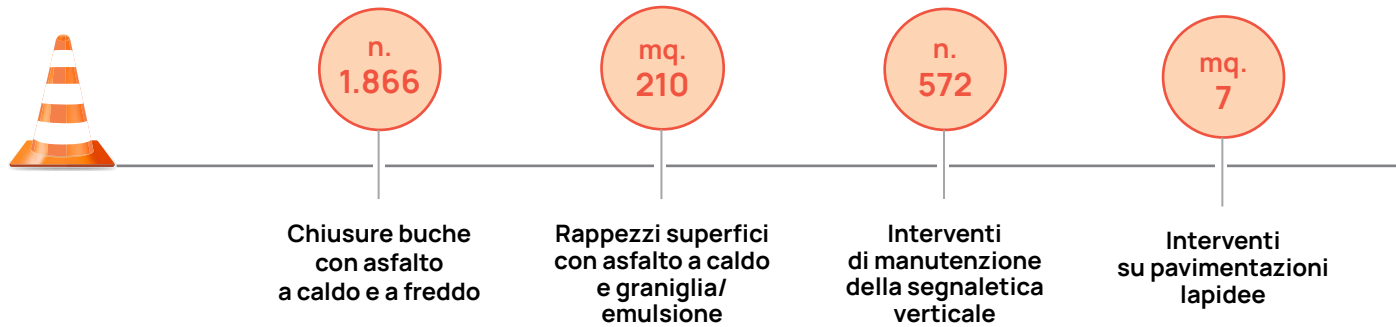 n.
1.866
Chiusure buche
con asfalto
a caldo e a freddo
mq.
210
Rappezzi superfici
con asfalto a caldo
e graniglia/
emulsione
n.
572
Interventi
di manutenzione
della segnaletica
verticale
mq.
7
Interventi
su pavimentazioni
lapidee